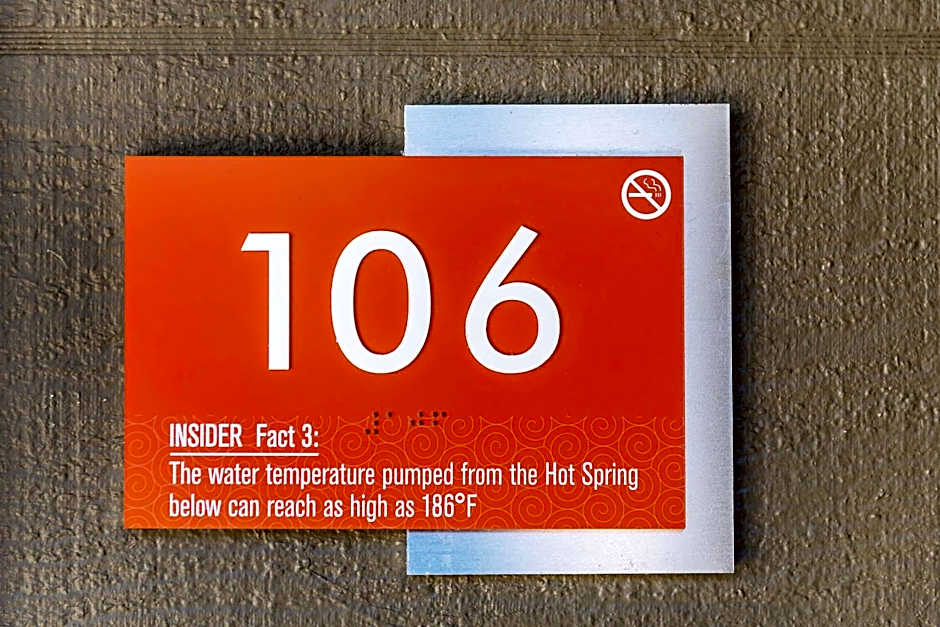 106
INSIDER Fact 3:
The water temperature pumped from the Hot Spring
below can reach as high as 186°F